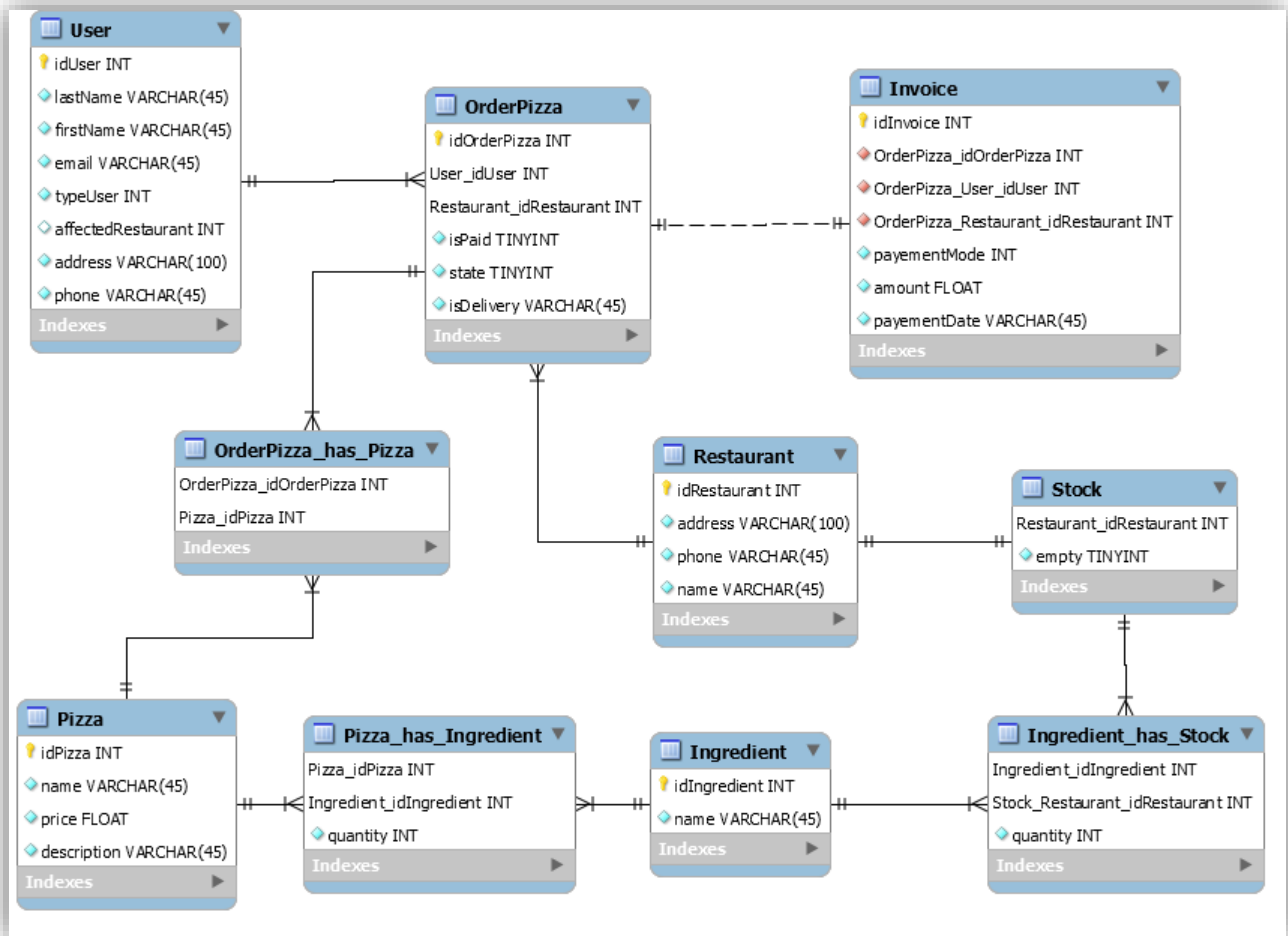 User
idUser INT
lastName VARCHAR(45)
firstName VARCHAR(45)
email VARCHAR(45)
typeUser INT
affectedRestaurant INT
address VARCHAR(100)
phone VARCHAR(45)
Indexes
OrderPizza
idOrderPizza INT
User_idUser INT
Restaurant_idRestaurant INT
isPaid TINYINT
state TINYINT
isDelivery VARCHAR(45)
Indexes
Invoice
idInvoice INT
OrderPizza_idOrderPizza INT
OrderPizza_User_idUser INT
OrderPizza_Restaurant_idRestaurant INT
payementMode INT
amount FLOAT
payementDate VARCHAR(45)
Indexes
OrderPizza_has_Pizza
OrderPizza_idOrderPizza INT
Pizza_idPizza INT
Indexes
Restaurant
idRestaurant INT
address VARCHAR(100)
phone VARCHAR(45)
name VARCHAR(45)
Indexes
Stock
Restaurant_idRestaurant INT
empty TINYINT
Indexes
Pizza
idPizza INT
name VARCHAR(45)
price FLOAT
description VARCHAR(45)
Indexes
Pizza_has_Ingredient
Pizza_idPizza INT
Ingredient_idIngredient INT
quantity INT
Indexes
Ingredient
idIngredient INT
name VARCHAR(45)
Indexes
Ingredient_has_Stock
Ingredient_idIngredient INT
Stock_Restaurant_idRestaurant INT
quantity INT
Indexes